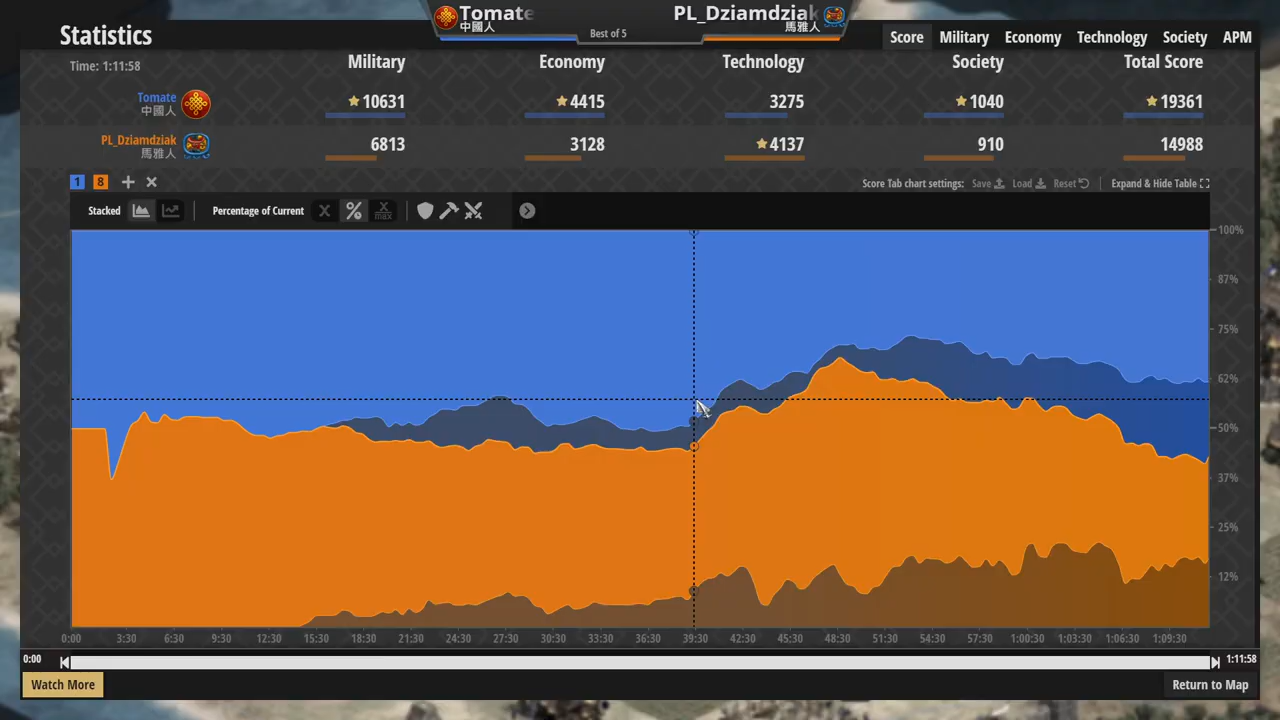 Tomate
中國人
Best of 5
PL_Dziamdziak
馬雅人
Statistics
Score Military Economy Technology Society APM
Time: 1:11:58 Military Economy Technology Society Total Score
Tomate
中國人
10631 4415 3275 1040 19361
PL_Dziamdziak
馬雅人
6813 3128 4137 910 14988
1 8 Score Tab chart settings: Save Load Reset Expand & Hide Table
Stacked Percentage of Current X % X max
100%
87%
75%
62%
50%
37%
25%
12%
0:00 3:30 6:30 9:30 12:30 15:30 18:30 21:30 24:30 27:30 30:30 33:30 36:30 39:30 42:30 45:30 48:30 51:30 54:30 57:30 1:00:30 1:03:30 1:06:30 1:09:30
0:00 1:11:58
Watch More Return to Map